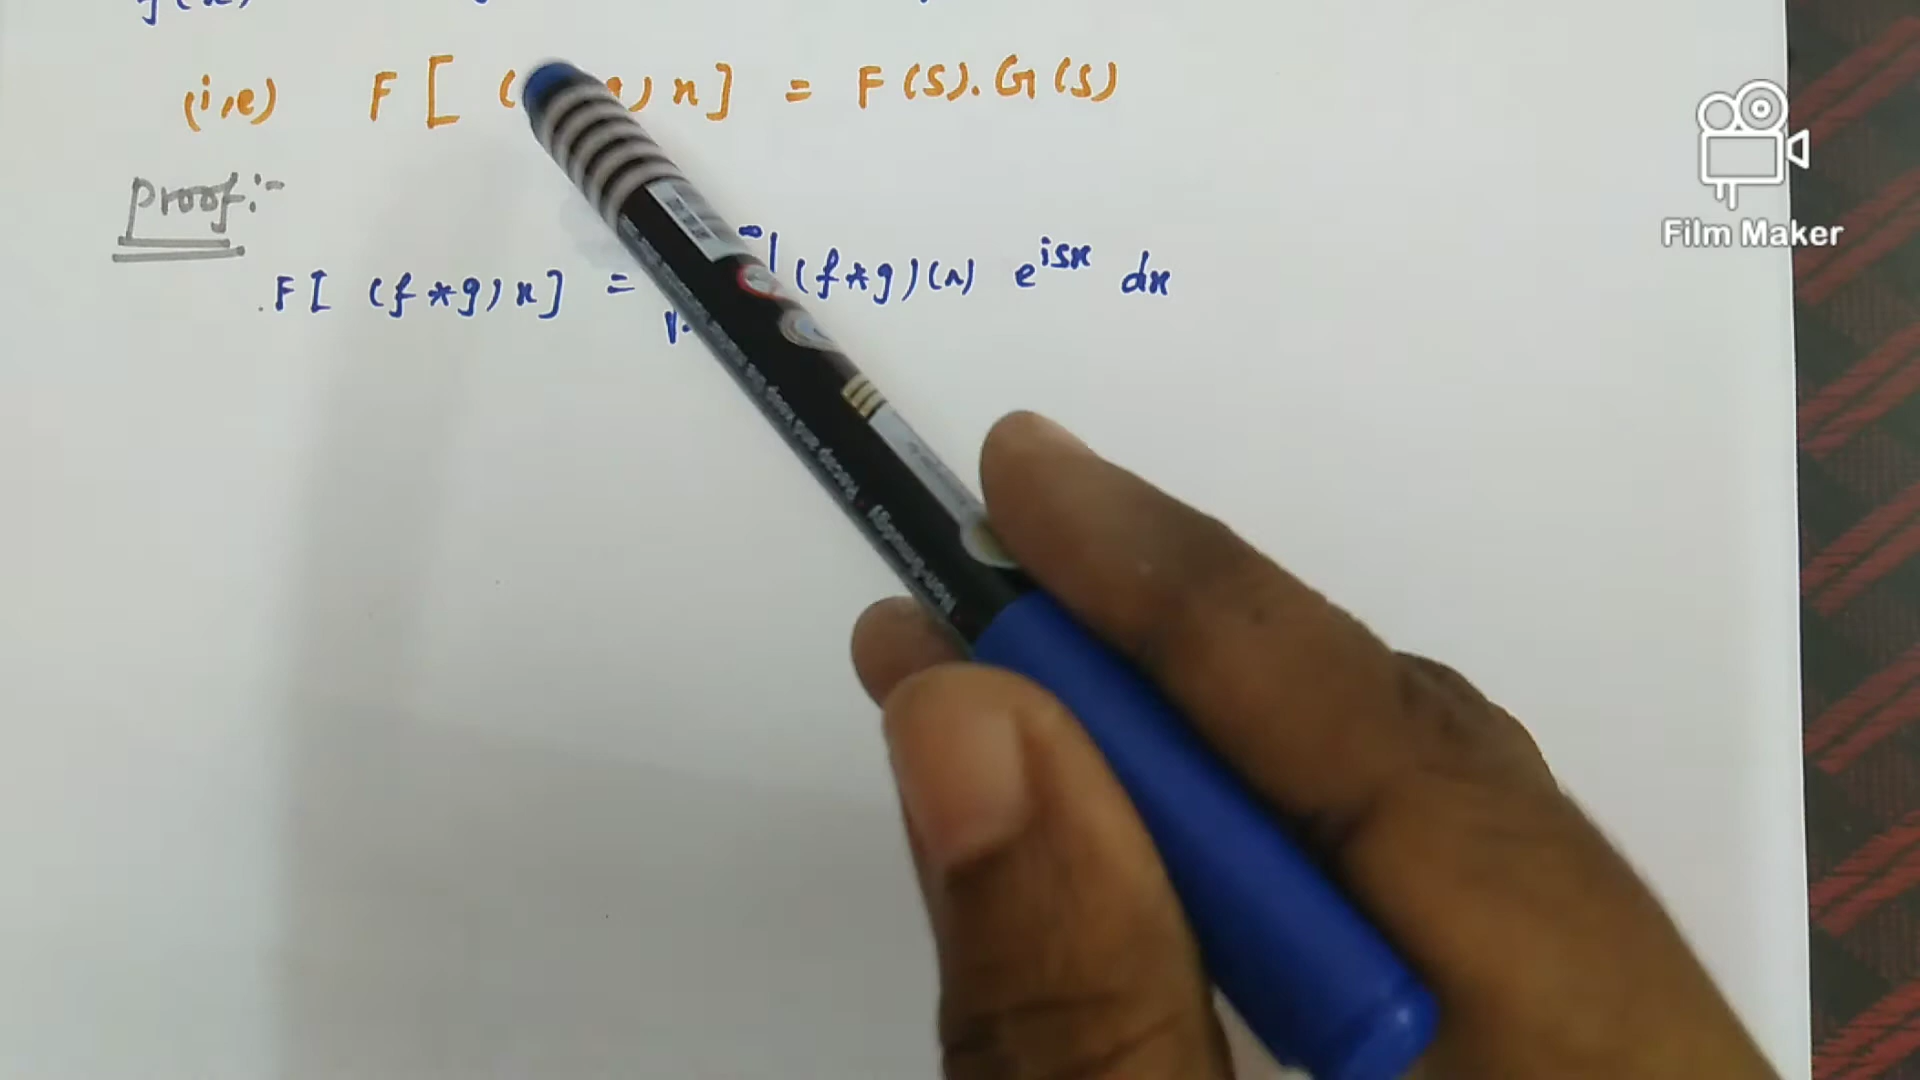 (i,e) F [ ( ) x] = F(S).G(S)
Proof:-
F[ (f*g) x] = (f*g)(x) e^{isx} dx
Film Maker